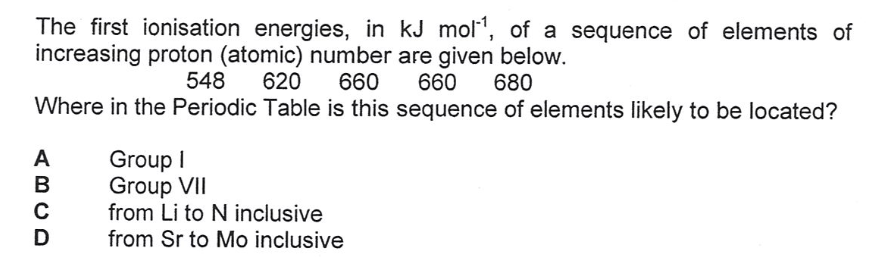 The first ionisation energies, in kJ mol⁻¹, of a sequence of elements of
increasing proton (atomic) number are given below.
548 620 660 660 680
Where in the Periodic Table is this sequence of elements likely to be located?
A Group I
B Group VII
C from Li to N inclusive
D from Sr to Mo inclusive